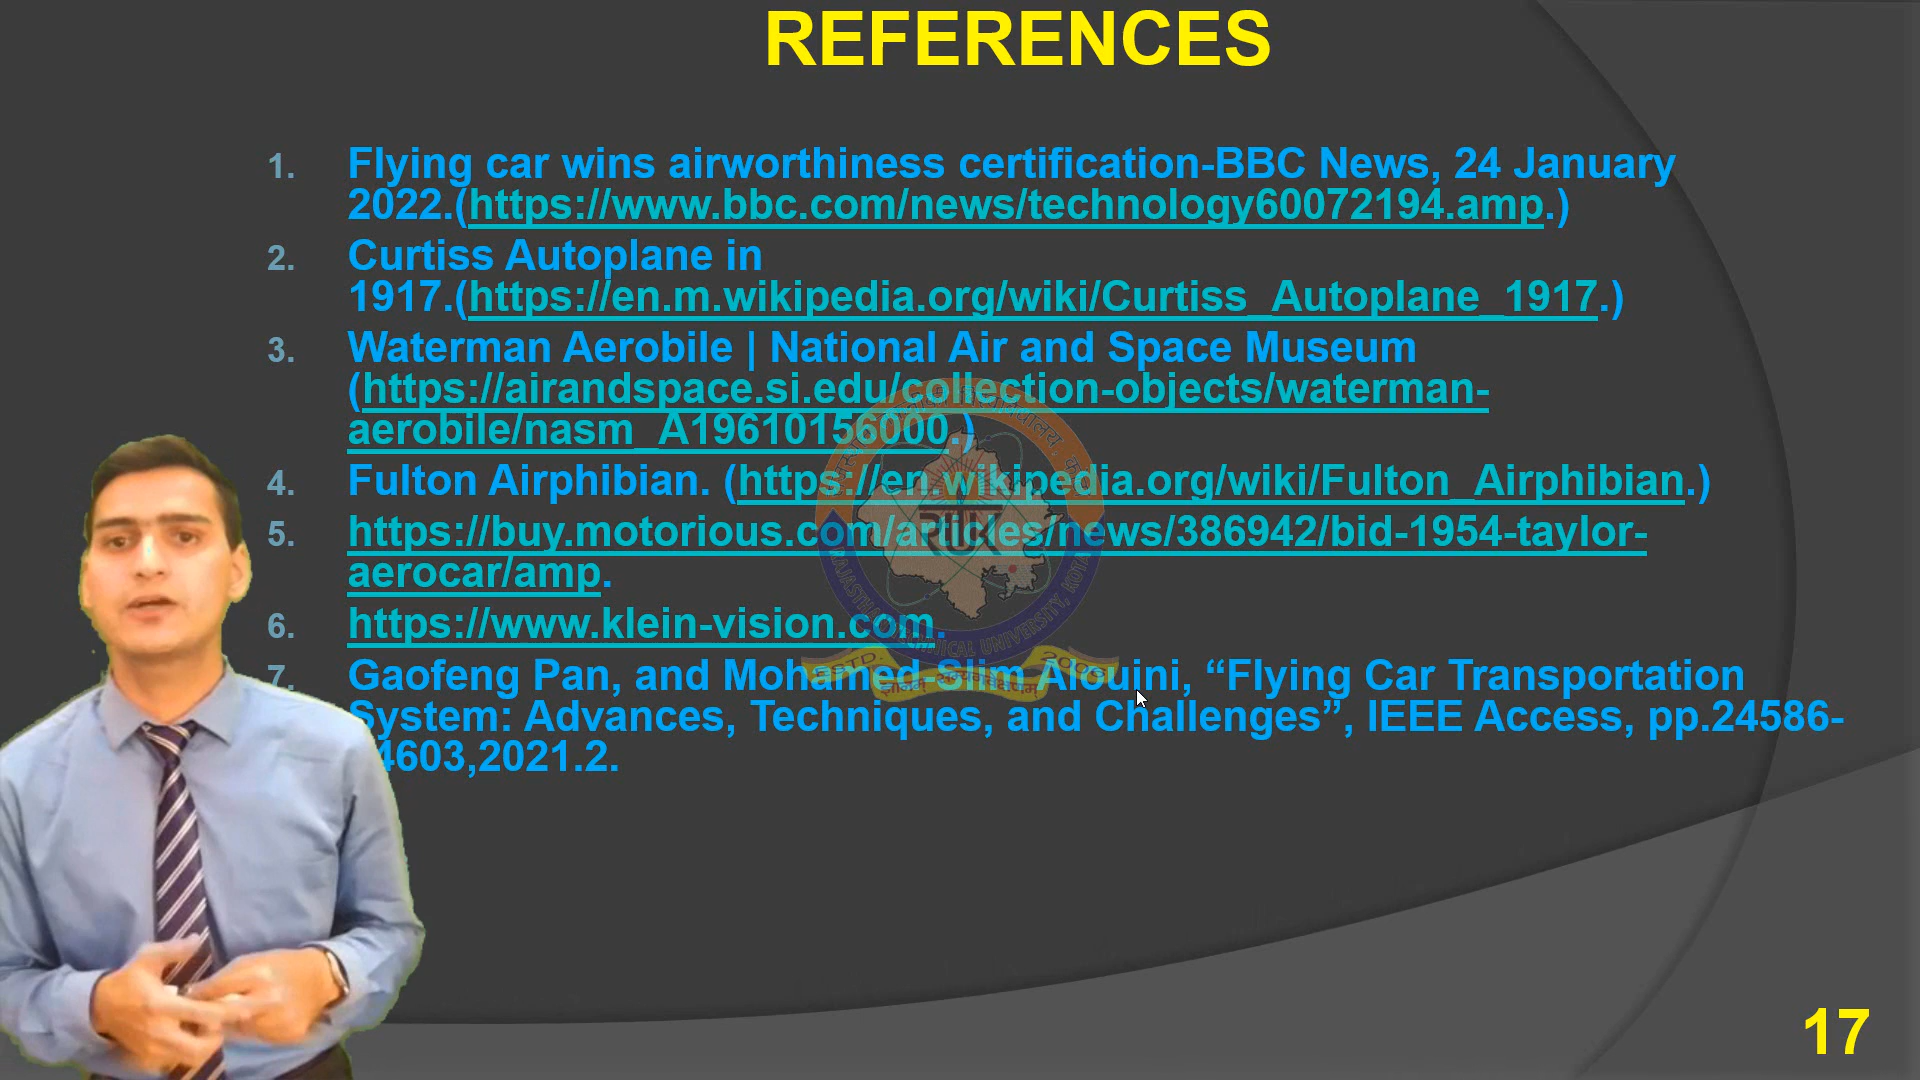 REFERENCES
1. Flying car wins airworthiness certification-BBC News, 24 January
2022.(https://www.bbc.com/news/technology60072194.amp.)
2. Curtiss Autoplane in
1917.(https://en.m.wikipedia.org/wiki/Curtiss_Autoplane_1917.)
3. Waterman Aerobile | National Air and Space Museum
(https://airandspace.si.edu/collection-objects/waterman-
aerobile/nasm_A19610156000.)
4. Fulton Airphibian. (https://en.wikipedia.org/wiki/Fulton_Airphibian.)
5. https://buy.motorious.com/articles/news/386942/bid-1954-taylor-
aerocar/amp.
6. https://www.klein-vision.com.
7. Gaofeng Pan, and Mohamed-Slim Alouini, “Flying Car Transportation
System: Advances, Techniques, and Challenges”, IEEE Access, pp.24586-
4603,2021.2.
RAJASTHAN TECHNICAL UNIVERSITY, KOTA
17